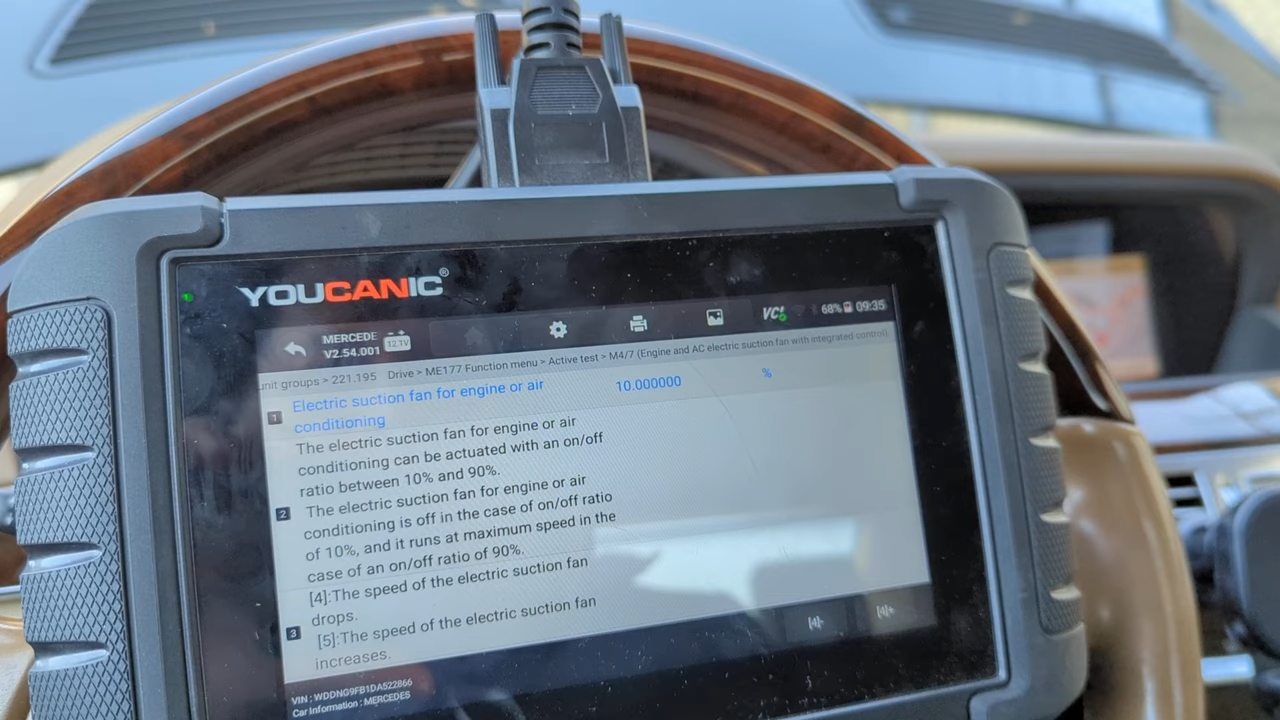 YOUCANIC®
MERCEDE
V2.54.001
12.1V
VCI
68%
09:35
unit groups > 221.195 Drive > ME177 Function menu > Active test > M4/7 (Engine and AC electric suction fan with integrated control)
1
Electric suction fan for engine or air
conditioning
10.000000
%
The electric suction fan for engine or air
conditioning can be actuated with an on/off
ratio between 10% and 90%.
2
The electric suction fan for engine or air
conditioning is off in the case of on/off ratio
of 10%, and it runs at maximum speed in the
case of an on/off ratio of 90%.
3
[4]:The speed of the electric suction fan
drops.
[5]:The speed of the electric suction fan
increases.
[4]-
[4]+
VIN : WDDNG9FB1DA522866
Car Information : MERCEDES